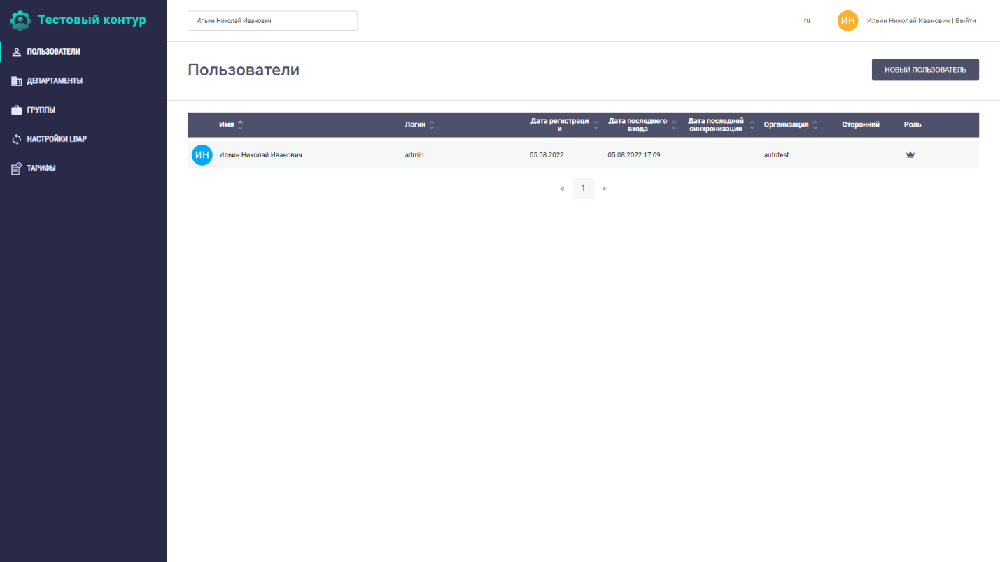 Тестовый контур
ПОЛЬЗОВАТЕЛИ
ДЕПАРТАМЕНТЫ
ГРУППЫ
НАСТРОЙКИ LDAP
ТАРИФЫ
Ильин Николай Иванович
ru
ИН
Ильин Николай Иванович | Выйти
Пользователи
НОВЫЙ ПОЛЬЗОВАТЕЛЬ
Имя
Логин
Дата регистраци
и
Дата последнего
входа
Дата последней
синхронизации
Организация
Сторонний
Роль
ИН
Ильин Николай Иванович
admin
05.08.2022
05.08.2022 17:09
autotest
« 1 »